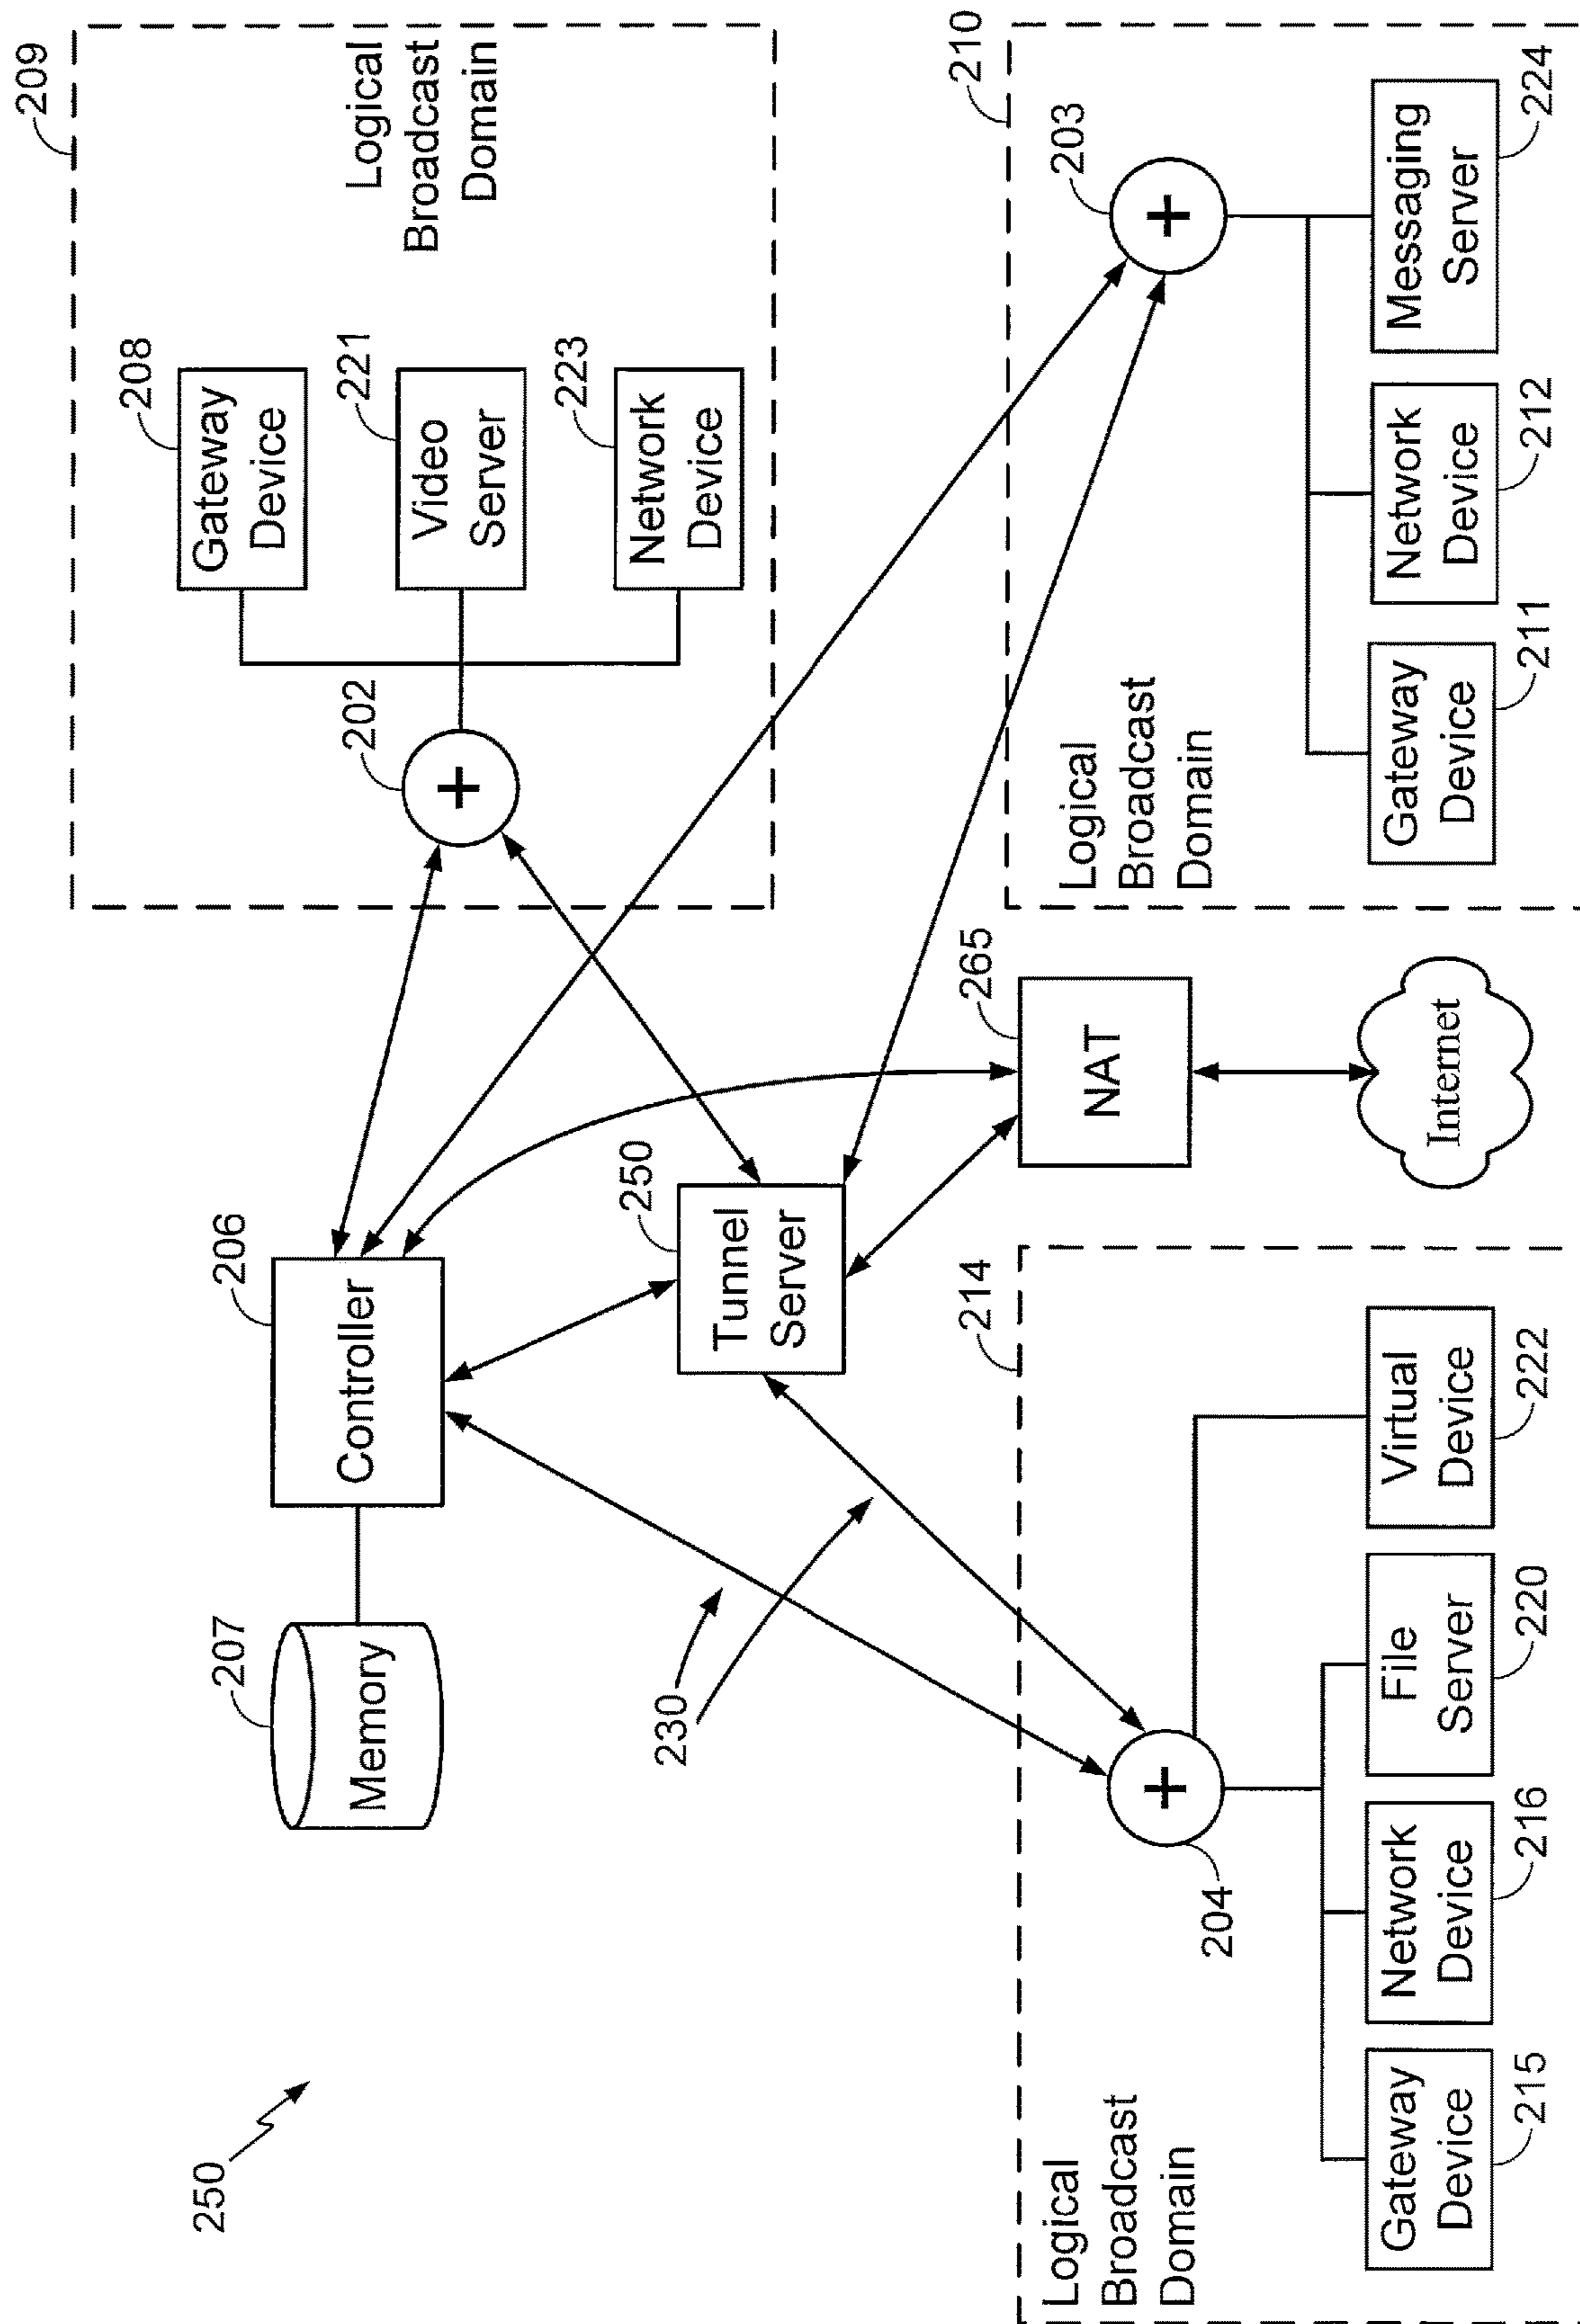 250
207
Memory
206
Controller
230
250
Tunnel
Server
209
Logical
Broadcast
Domain
202
208
Gateway
Device
221
Video
Server
223
Network
Device
214
Logical
Broadcast
Domain
204
Gateway
Device
215
Network
Device
216
File
Server
220
Virtual
Device
222
265
NAT
Internet
210
Logical
Broadcast
Domain
203
Gateway
Device
211
Network
Device
212
Messaging
Server
224